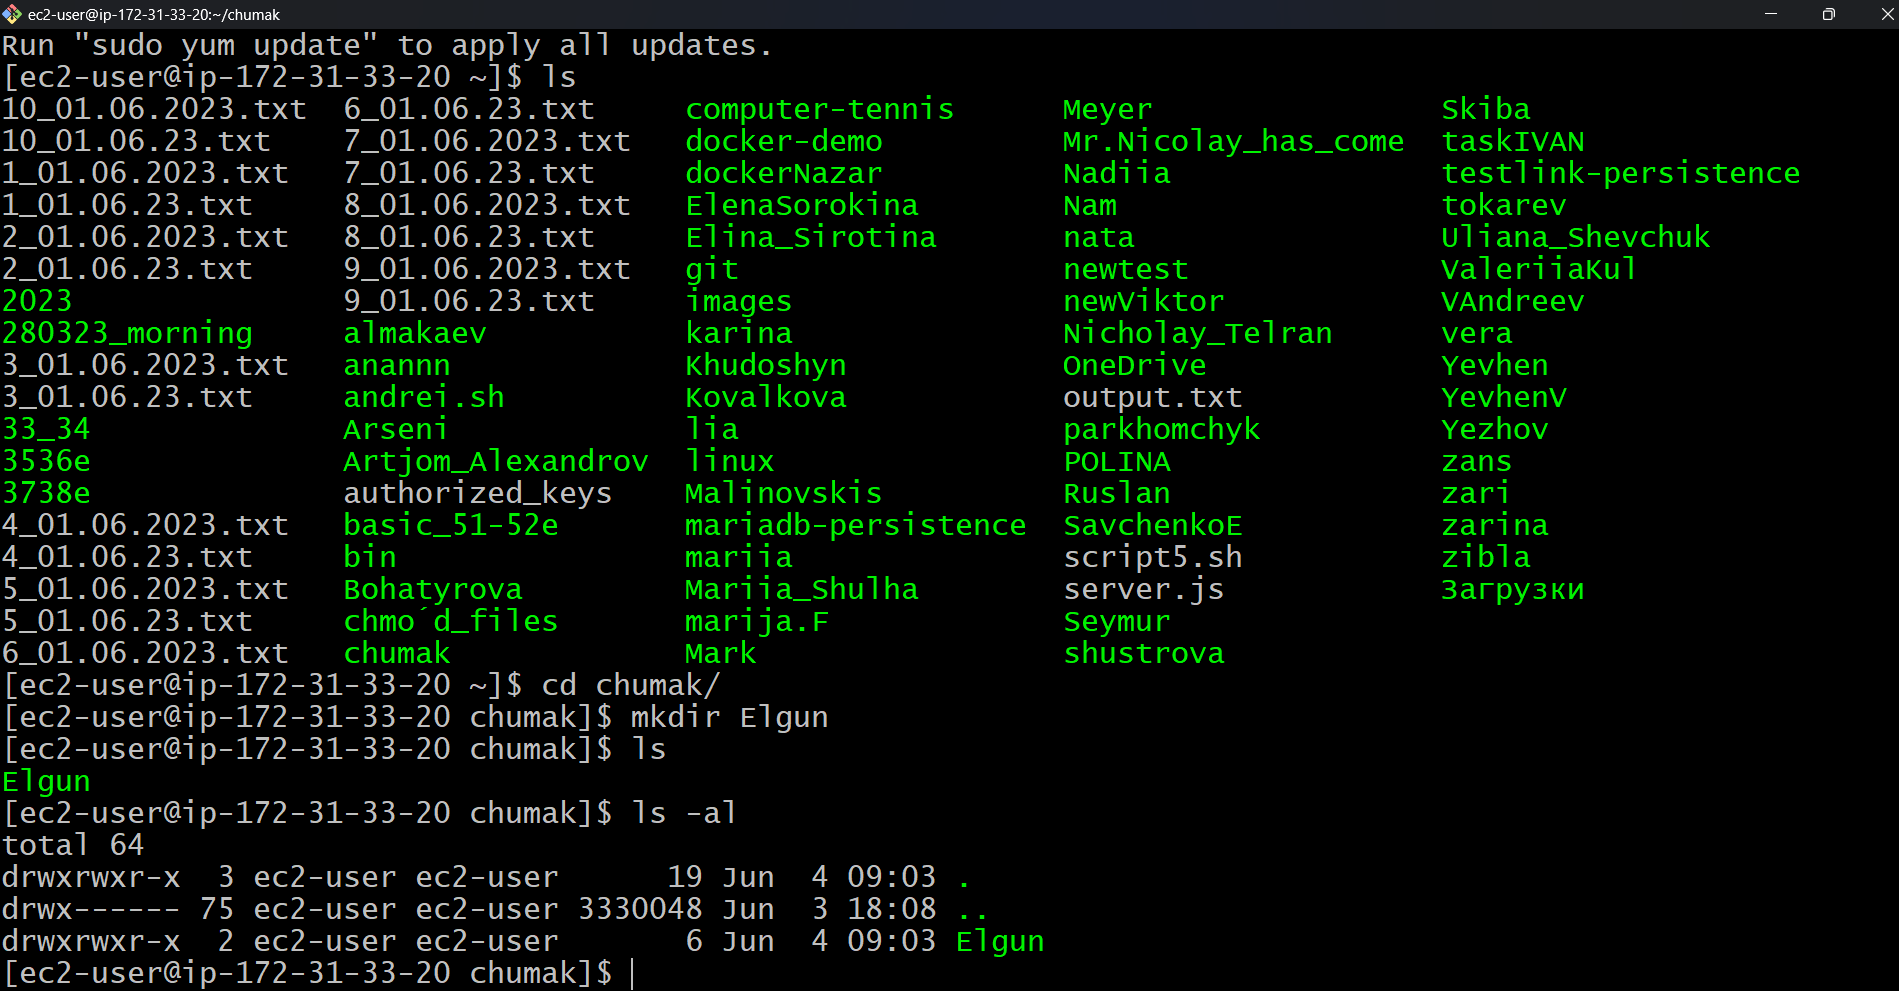 ec2-user@ip-172-31-33-20:~/chumak
Run "sudo yum update" to apply all updates.
[ec2-user@ip-172-31-33-20 ~]$ ls
10_01.06.2023.txt  6_01.06.23.txt     computer-tennis      Meyer                Skiba
10_01.06.23.txt    7_01.06.2023.txt   docker-demo          Mr.Nicolay_has_come  taskIVAN
1_01.06.2023.txt   7_01.06.23.txt     dockerNazar          Nadiia               testlink-persistence
1_01.06.23.txt     8_01.06.2023.txt   ElenaSorokina        Nam                  tokarev
2_01.06.2023.txt   8_01.06.23.txt     Elina_Sirotina       nata                 Uliana_Shevchuk
2_01.06.23.txt     9_01.06.2023.txt   git                  newtest              ValeriiaKul
2023               9_01.06.23.txt     images               newViktor            VAndreev
280323_morning     almakaev           karina               Nicholay_Telran      vera
3_01.06.2023.txt   anannn             Khudoshyn            OneDrive             Yevhen
3_01.06.23.txt     andrei.sh          Kovalkova            output.txt           YevhenV
33_34              Arseni             lia                  parkhomchyk          Yezhov
3536e              Artjom_Alexandrov  linux                POLINA               zans
3738e              authorized_keys    Malinovskis          Ruslan               zari
4_01.06.2023.txt   basic_51-52e       mariadb-persistence  SavchenkoE           zarina
4_01.06.23.txt     bin                mariia               script5.sh           zibla
5_01.06.2023.txt   Bohatyrova         Mariia_Shulha        server.js            Загрузки
5_01.06.23.txt     chmo´d_files       marija.F             Seymur
6_01.06.2023.txt   chumak             Mark                 shustrova
[ec2-user@ip-172-31-33-20 ~]$ cd chumak/
[ec2-user@ip-172-31-33-20 chumak]$ mkdir Elgun
[ec2-user@ip-172-31-33-20 chumak]$ ls
Elgun
[ec2-user@ip-172-31-33-20 chumak]$ ls -al
total 64
drwxrwxr-x  3 ec2-user ec2-user      19 Jun  4 09:03 .
drwx------ 75 ec2-user ec2-user 3330048 Jun  3 18:08 ..
drwxrwxr-x  2 ec2-user ec2-user       6 Jun  4 09:03 Elgun
[ec2-user@ip-172-31-33-20 chumak]$